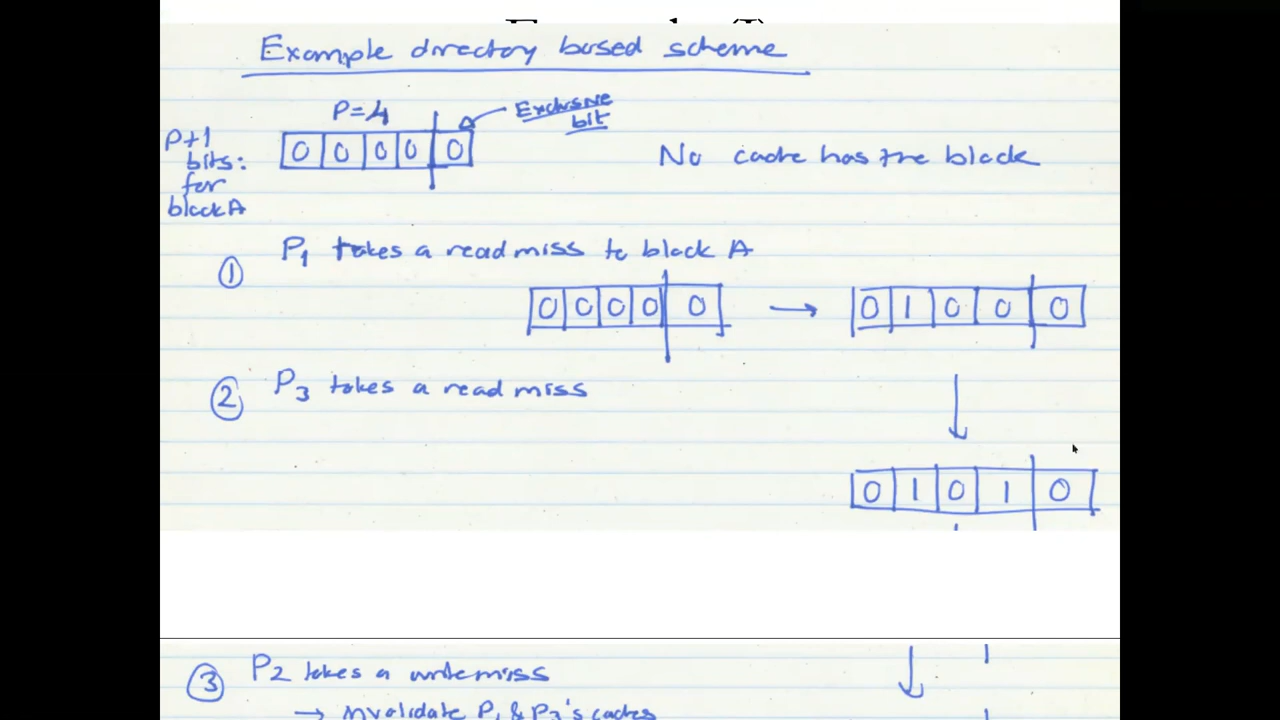 Example directory based scheme
P=4
Exclusive bit
P+1 bits: for block A
0 0 0 0 0
No cache has the block
① P1 takes a read miss to block A
0 0 0 0 0 → 0 1 0 0 0
② P3 takes a read miss
0 1 0 1 0
③ P2 takes a write miss
→ invalidate P1 & P3's caches